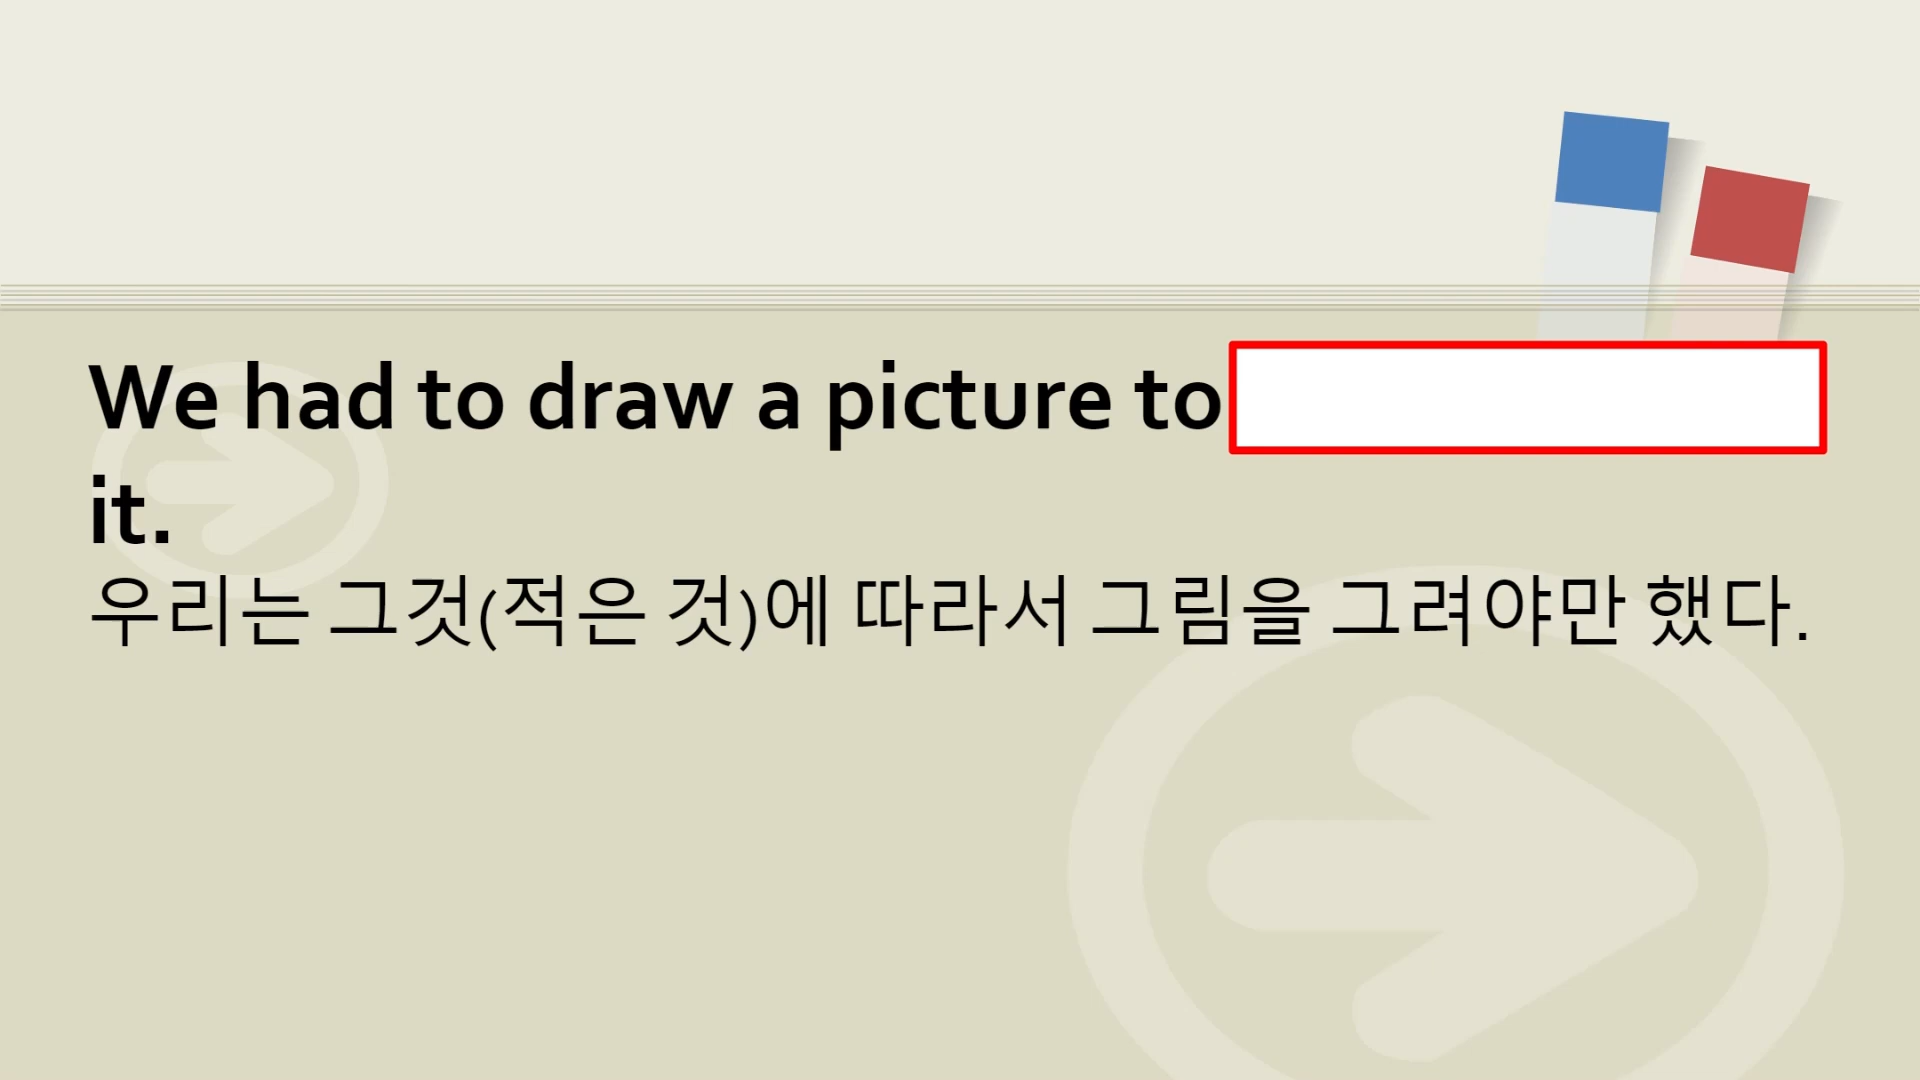 We had to draw a picture to
it.
우리는 그것(적은 것)에 따라서 그림을 그려야만 했다.